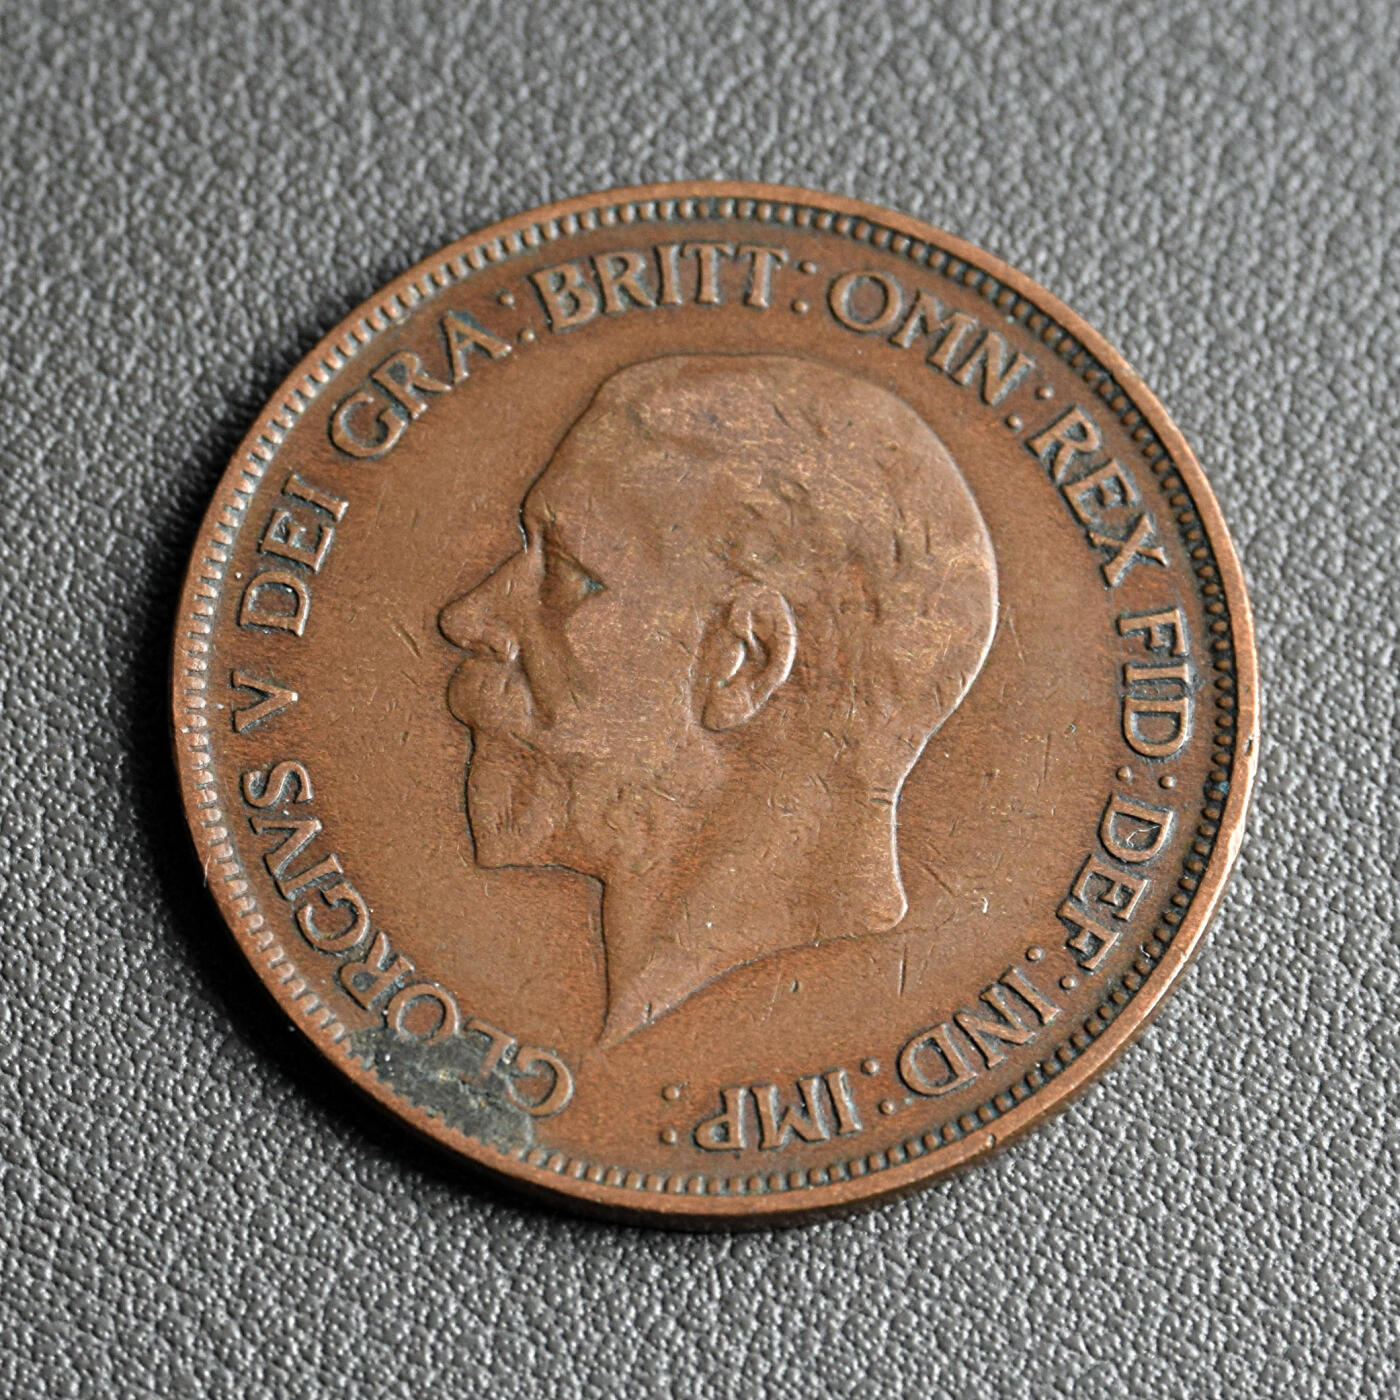 GEORGIVS V DEI GRA: BRITT: OMN: REX FID: DEF: IND: IMP: